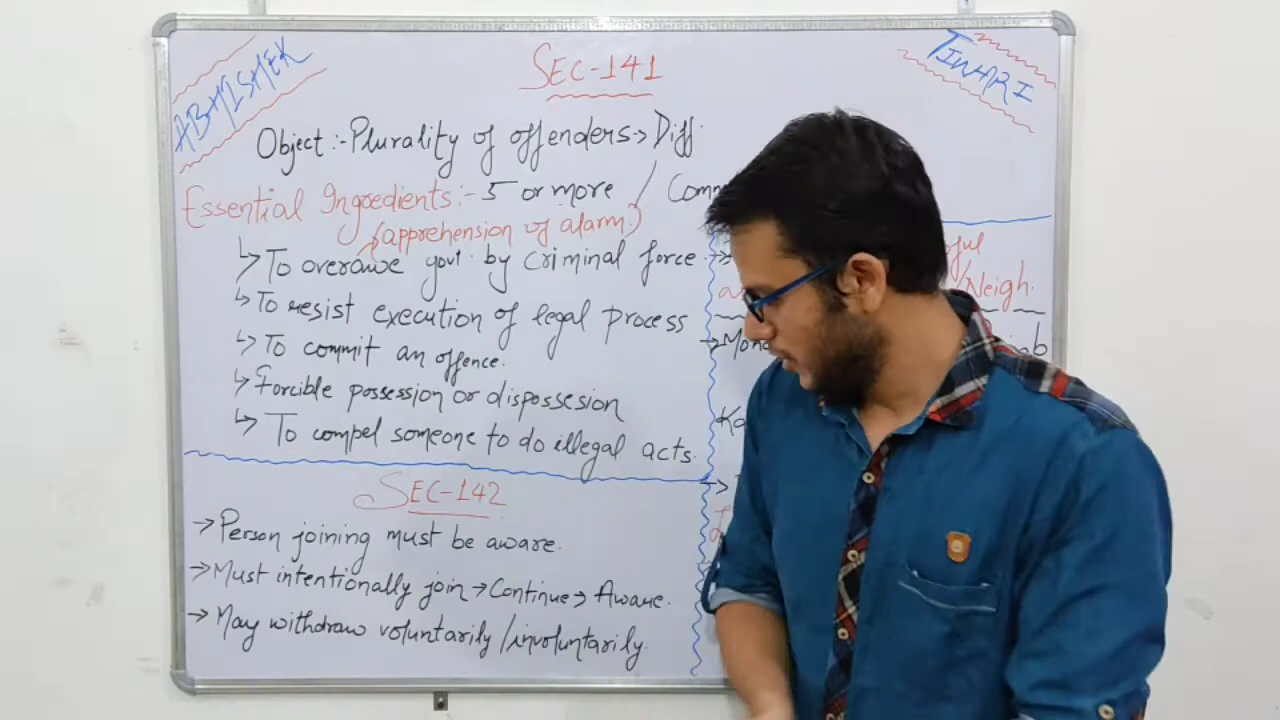 ABHISHEK
SEC-141
TIWARI
Object:- Plurality of offenders → Diff.
Essential Ingredients:- 5 or more / Comm
(apprehension of alarm)
↳ To overawe govt. by criminal force.
↳ To resist execution of legal process
↳ To commit an offence.
↳ Forcible possession or dispossesion
↳ To compel someone to do illegal acts.
SEC-142
→ Person joining must be aware.
→ Must intentionally join → Continue → Aware.
→ May withdraw voluntarily/involuntarily.
/Neigh.
→ Mon
Ka